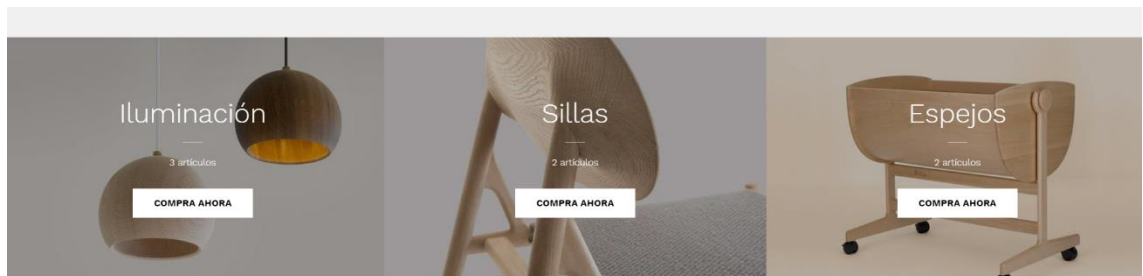 Iluminación
3 artículos
COMPRA AHORA
Sillas
2 artículos
COMPRA AHORA
Espejos
2 artículos
COMPRA AHORA